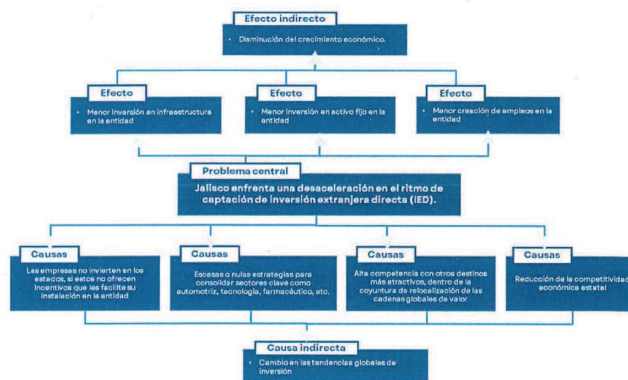 Efecto indirecto
• Disminución del crecimiento económico.
Efecto
• Menor inversión en infraestructura
en la entidad
Efecto
• Menor inversión en activo fijo en la
entidad
Efecto
• Menor creación de empleos en la
entidad
Problema central
Jalisco enfrenta una desaceleración en el ritmo de
captación de inversión extranjera directa (IED).
Causas
Las empresas no invierten en los
estados, si estos no ofrecen
incentivos que les facilite su
instalación en la entidad
Causas
Escasas o nulas estrategias para
consolidar sectores clave como
automotriz, tecnología, farmacéutico, etc.
Causas
Alta competencia con otros destinos
más atractivos, dentro de la
coyuntura de relocalización de las
cadenas globales de valor
Causas
Reducción de la competitividad
económica estatal
Causa indirecta
• Cambio en las tendencias globales de
inversión